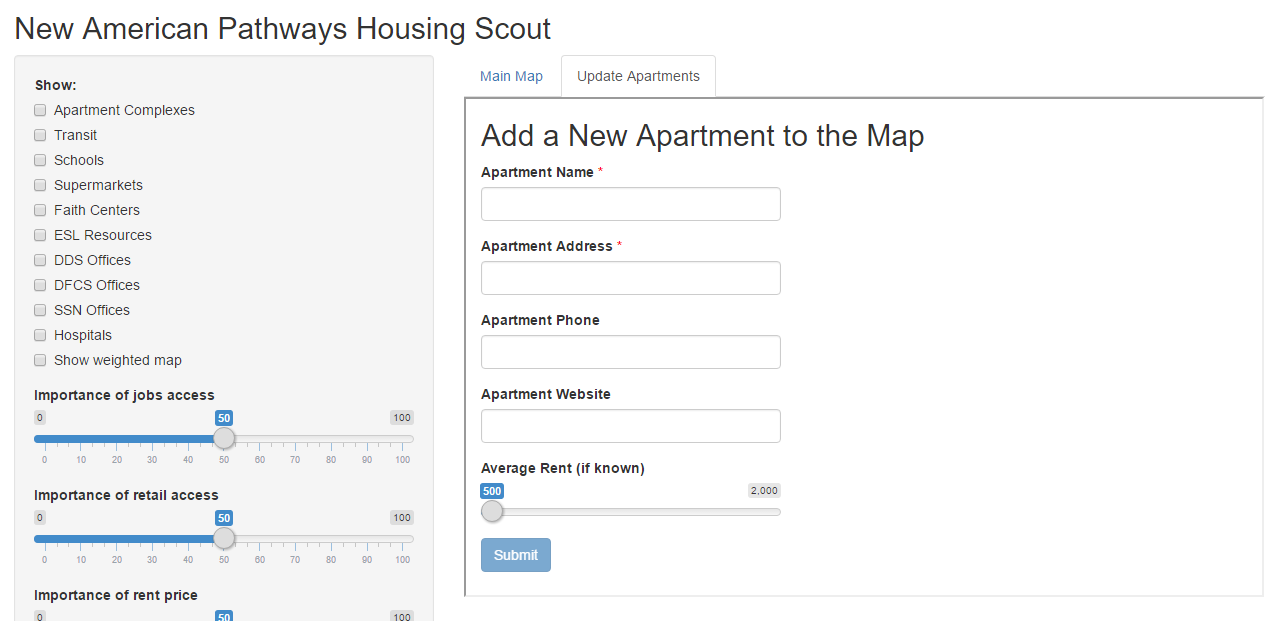 New American Pathways Housing Scout
Show:
Apartment Complexes
Transit
Schools
Supermarkets
Faith Centers
ESL Resources
DDS Offices
DFCS Offices
SSN Offices
Hospitals
Show weighted map
Importance of jobs access
0 50 100
0 10 20 30 40 50 60 70 80 90 100
Importance of retail access
0 50 100
0 10 20 30 40 50 60 70 80 90 100
Importance of rent price
0 50 100
Main Map Update Apartments
Add a New Apartment to the Map
Apartment Name *
Apartment Address *
Apartment Phone
Apartment Website
Average Rent (if known)
500 2,000
Submit